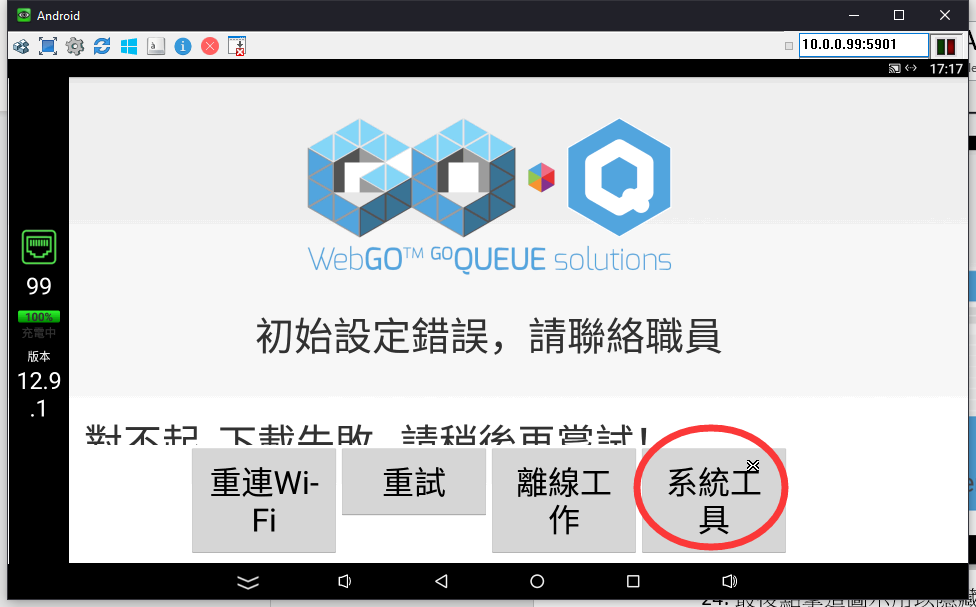 Android
10.0.0.99:5901
17:17
WebGO™ GOQUEUE solutions
99
100%
充電中
版本
12.9
.1
初始設定錯誤，請聯絡職員
對不起 下載失敗 請稍後再嘗試!
重連Wi-
Fi
重試
離線工
作
系統工
具